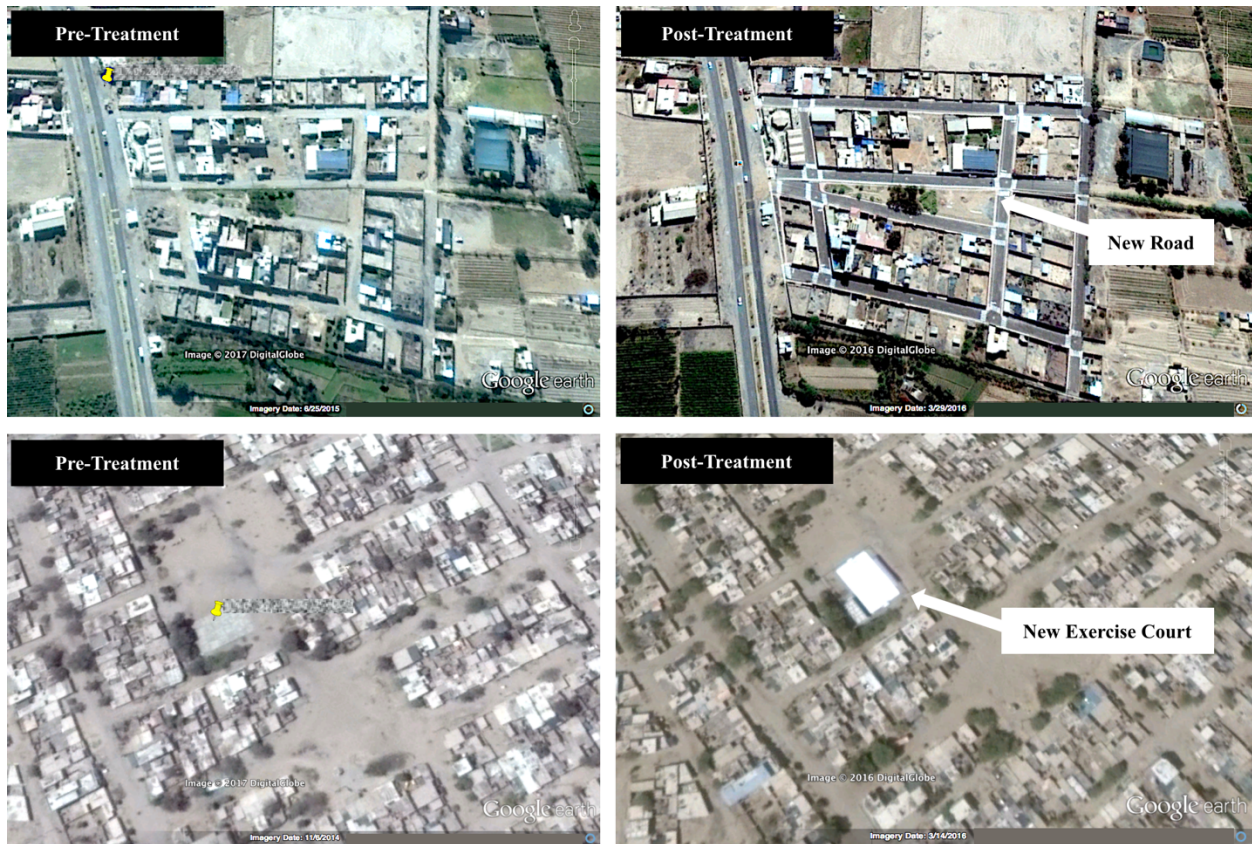 Pre-Treatment
Post-Treatment
New Road
Image © 2017 DigitalGlobe
Google earth
Imagery Date: 6/25/2015
Image © 2016 DigitalGlobe
Google earth
Imagery Date: 3/29/2016
Pre-Treatment
Post-Treatment
New Exercise Court
Image © 2017 DigitalGlobe
Google earth
Imagery Date: 11/6/2014
Image © 2016 DigitalGlobe
Google earth
Imagery Date: 3/14/2016